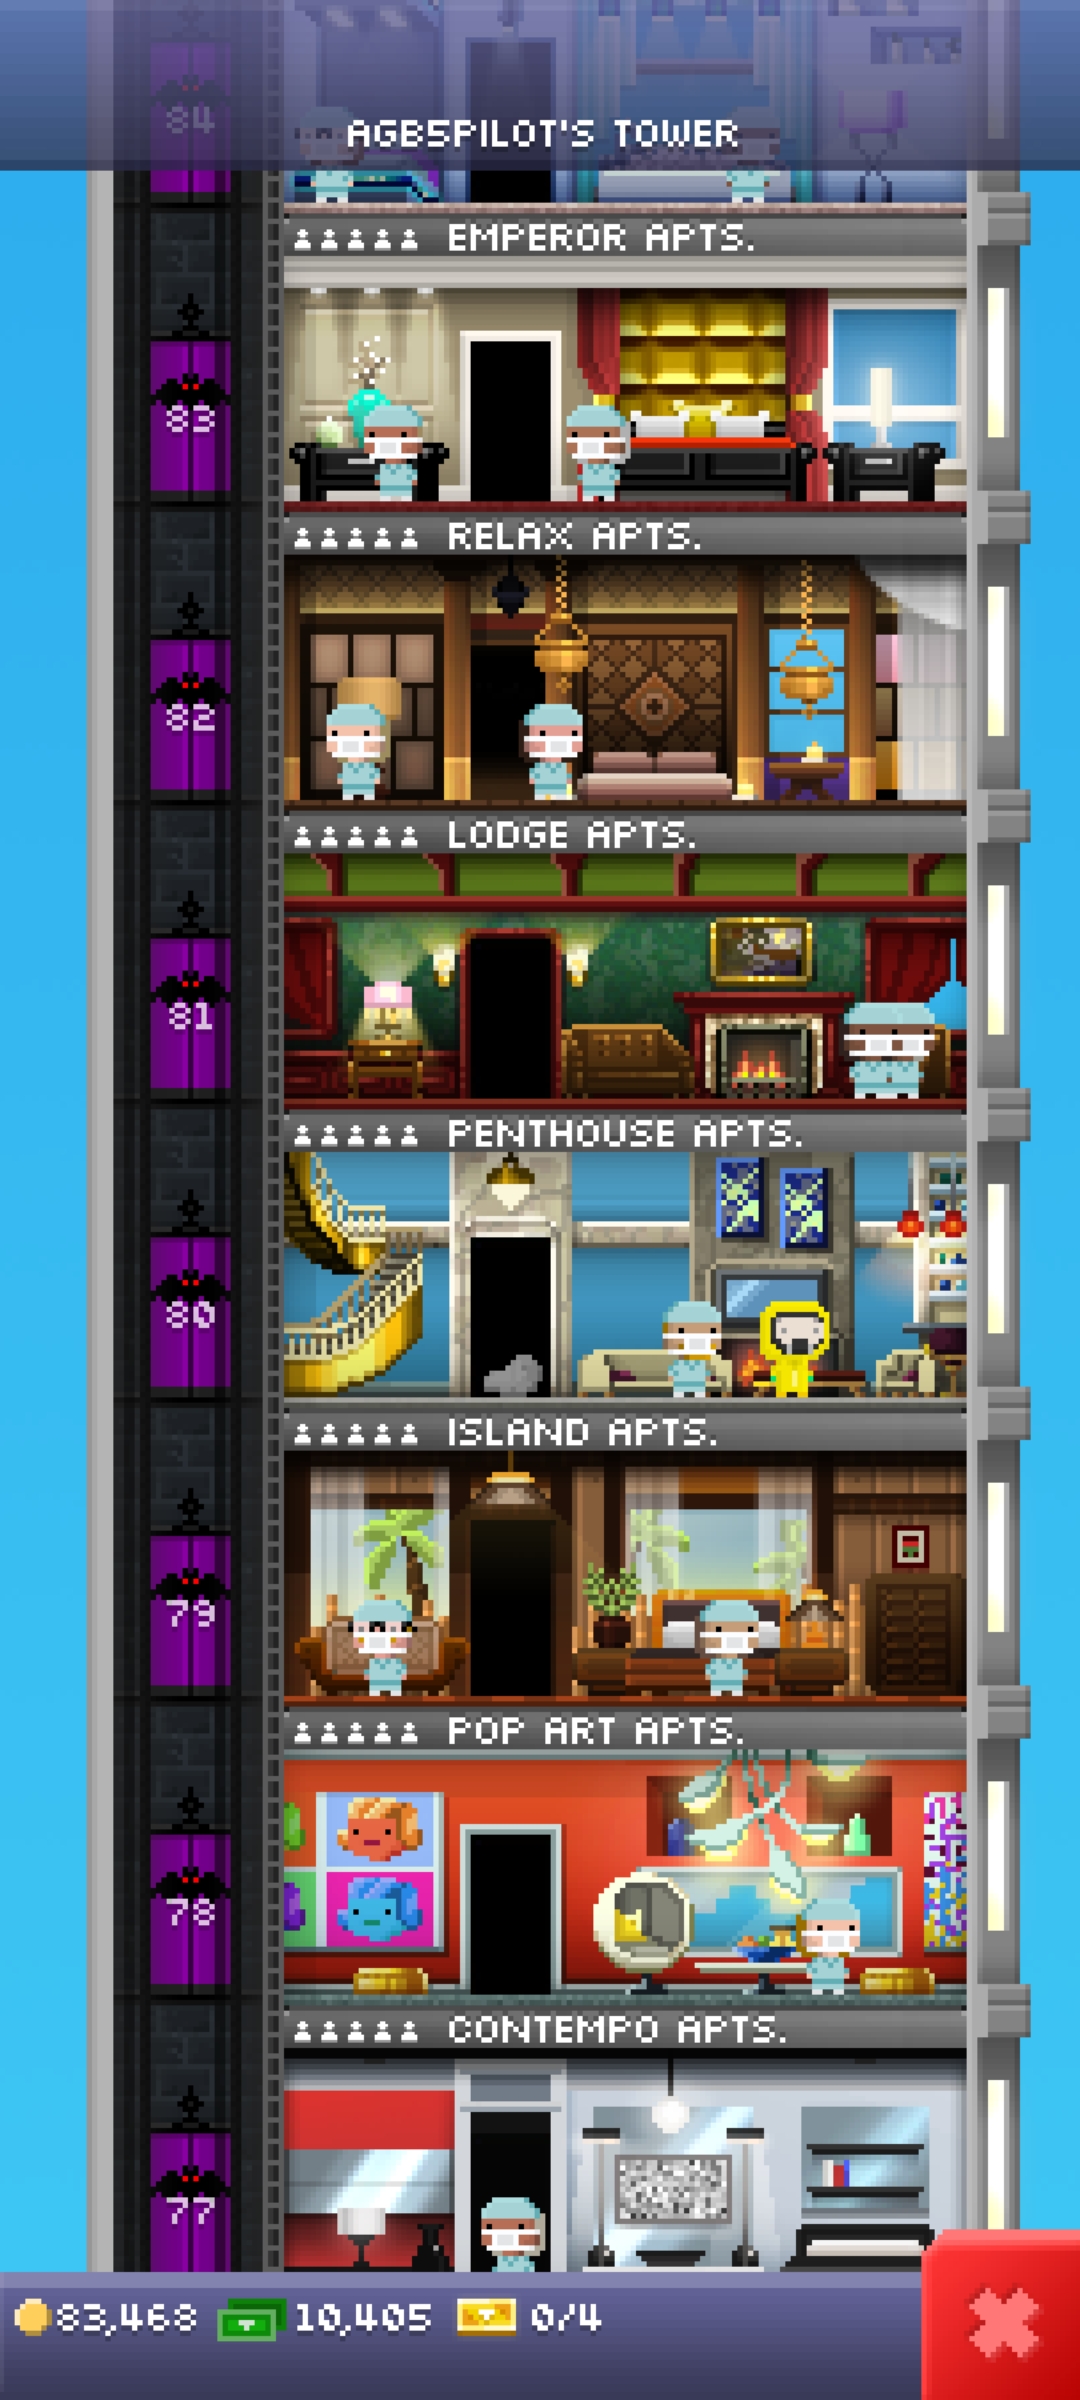 84
AGB5PILOT'S TOWER
EMPEROR APTS.
83
RELAX APTS.
82
LODGE APTS.
81
PENTHOUSE APTS.
80
ISLAND APTS.
79
POP ART APTS.
78
CONTEMPO APTS.
77
83,468 10,405 0/4